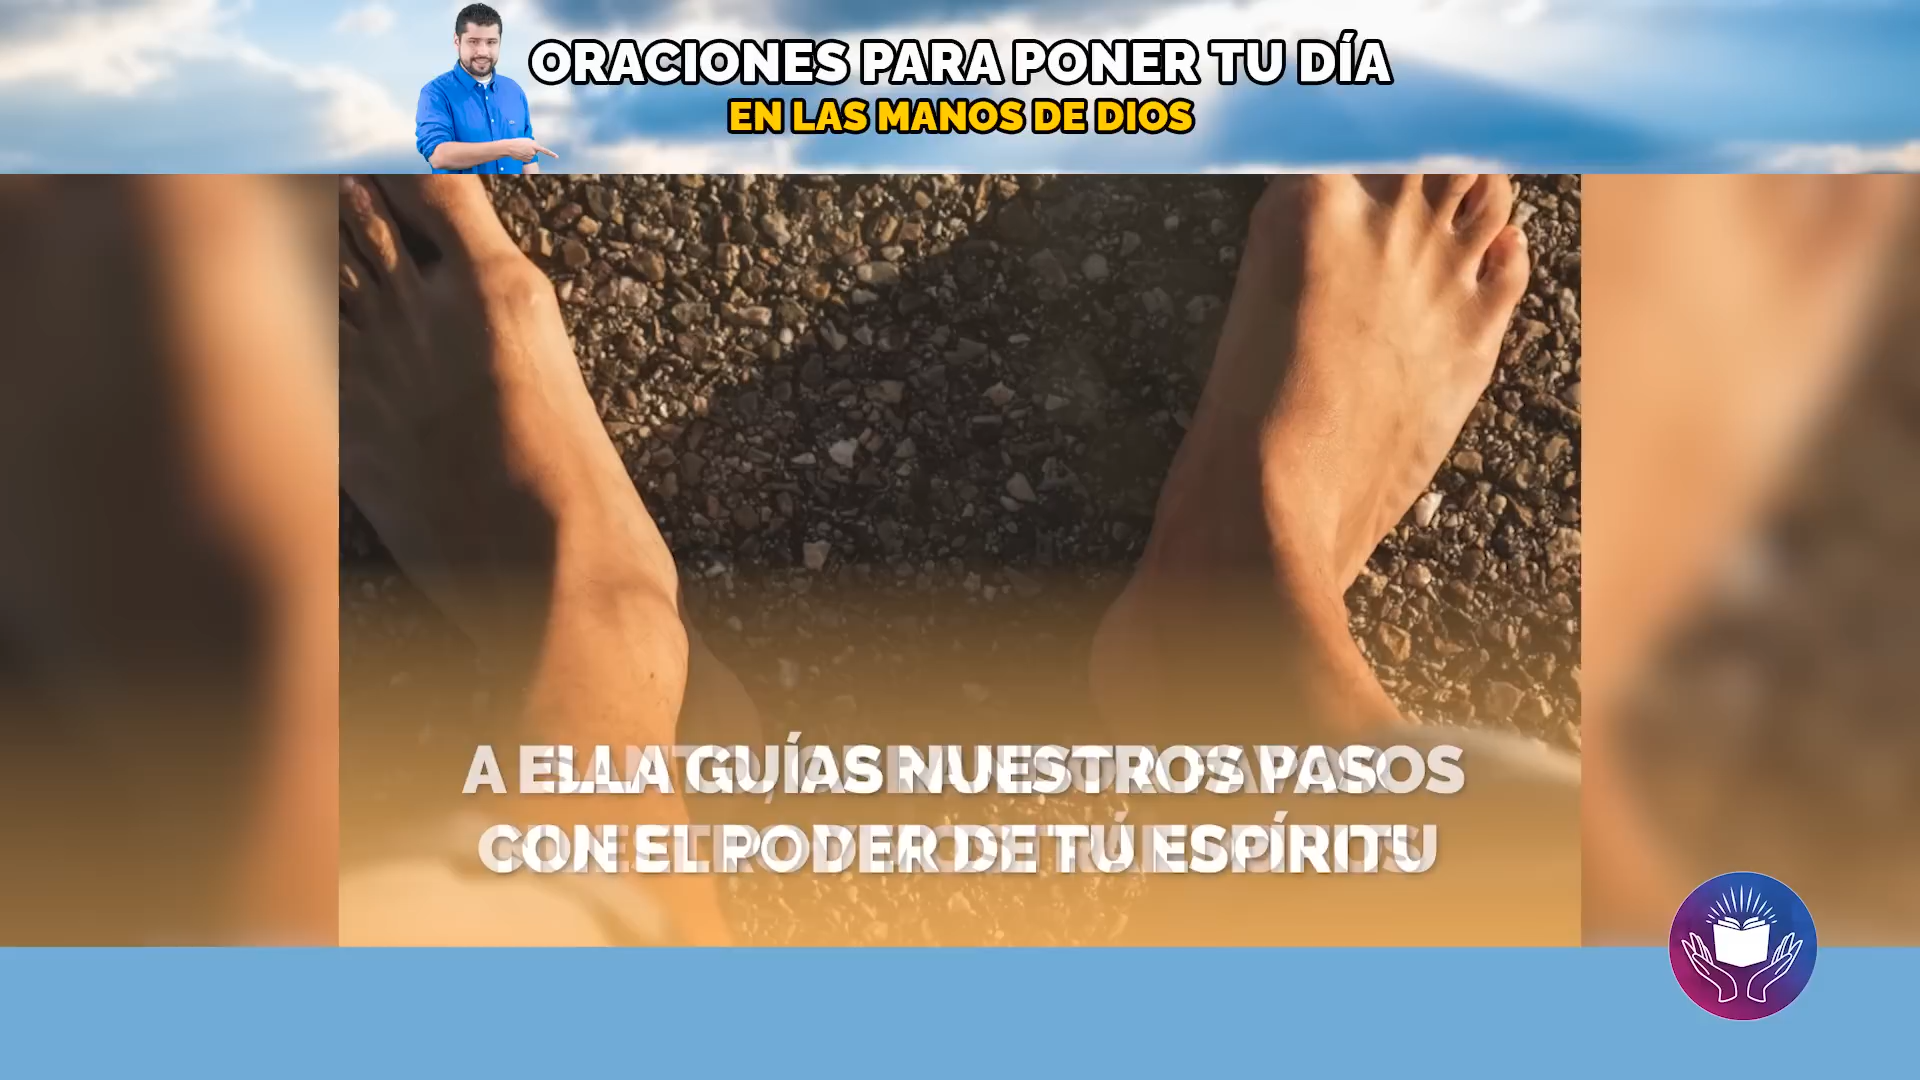 ORACIONES PARA PONER TU DÍA
EN LAS MANOS DE DIOS
A ELLA GUÍAS NUESTROS PASOS
CON EL PODER DE TÚ ESPÍRITU